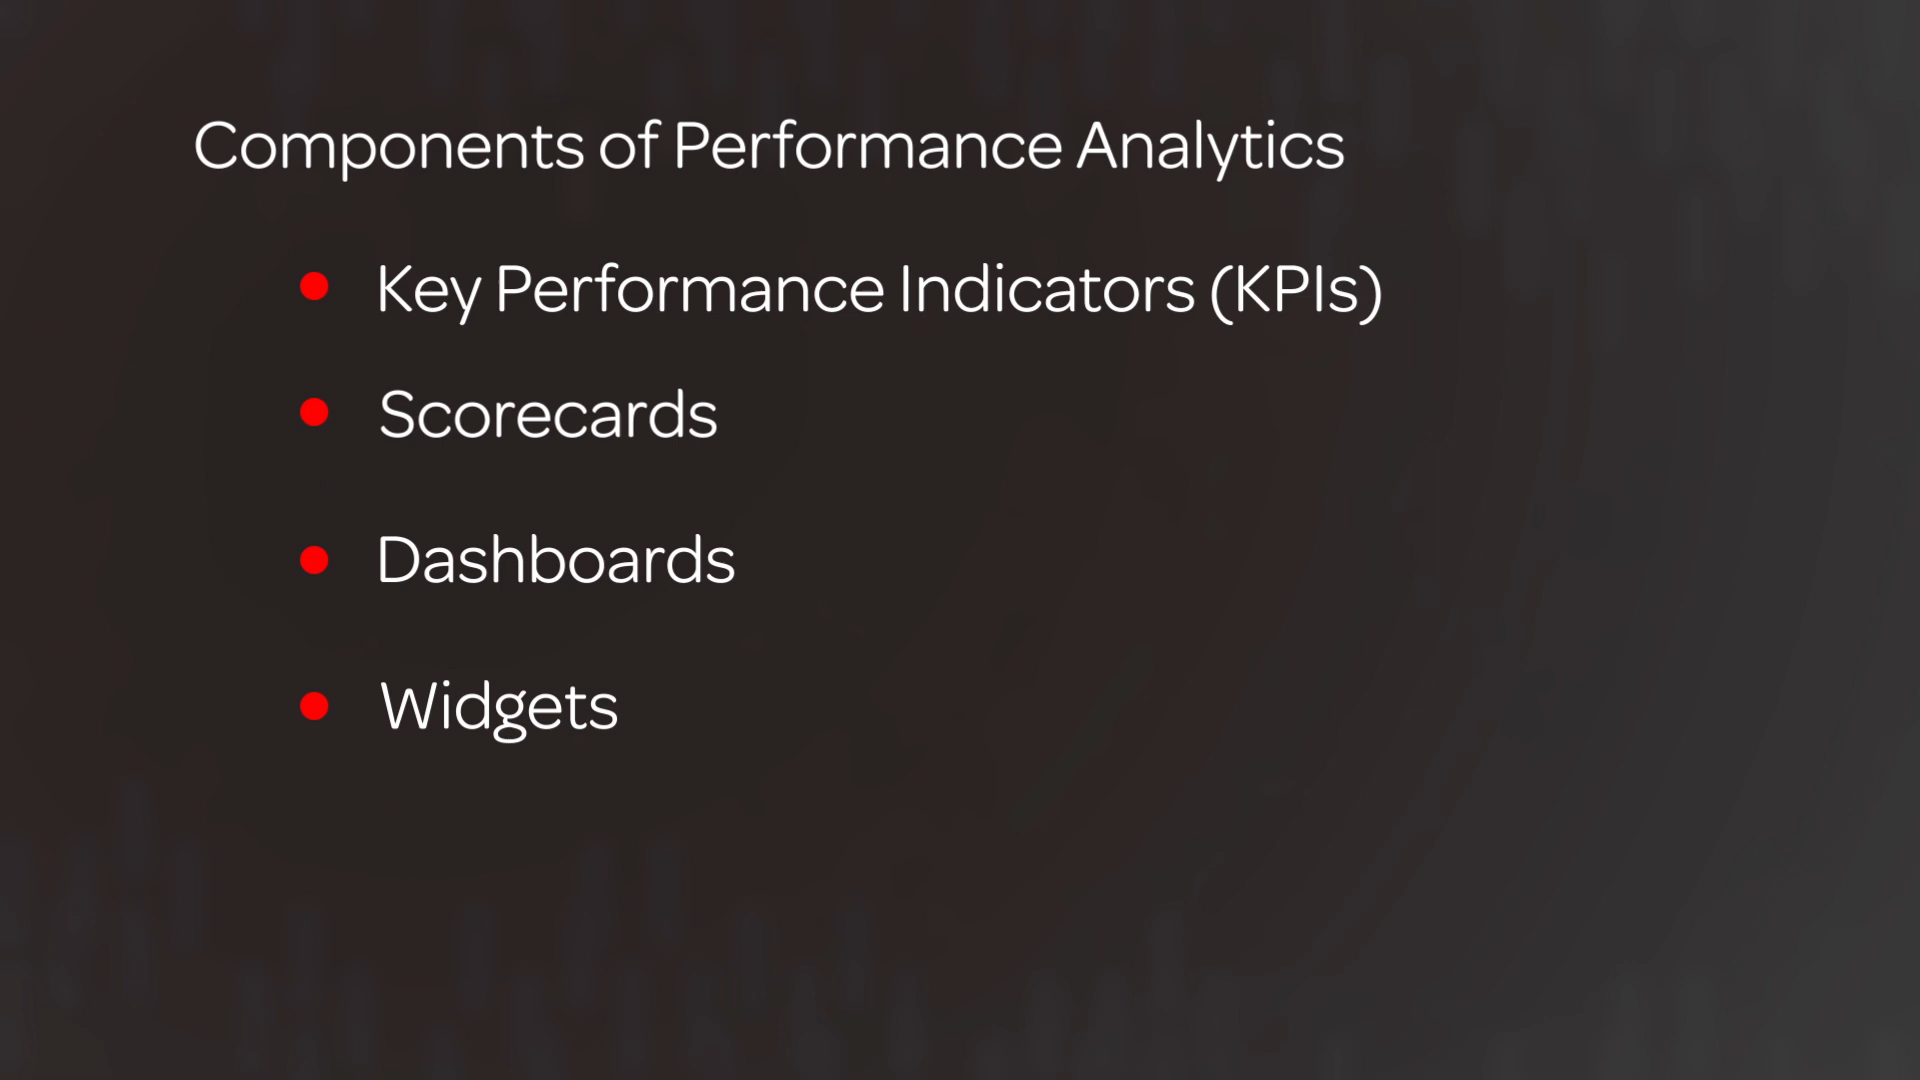 Components of Performance Analytics
Key Performance Indicators (KPIs)
Scorecards
Dashboards
Widgets